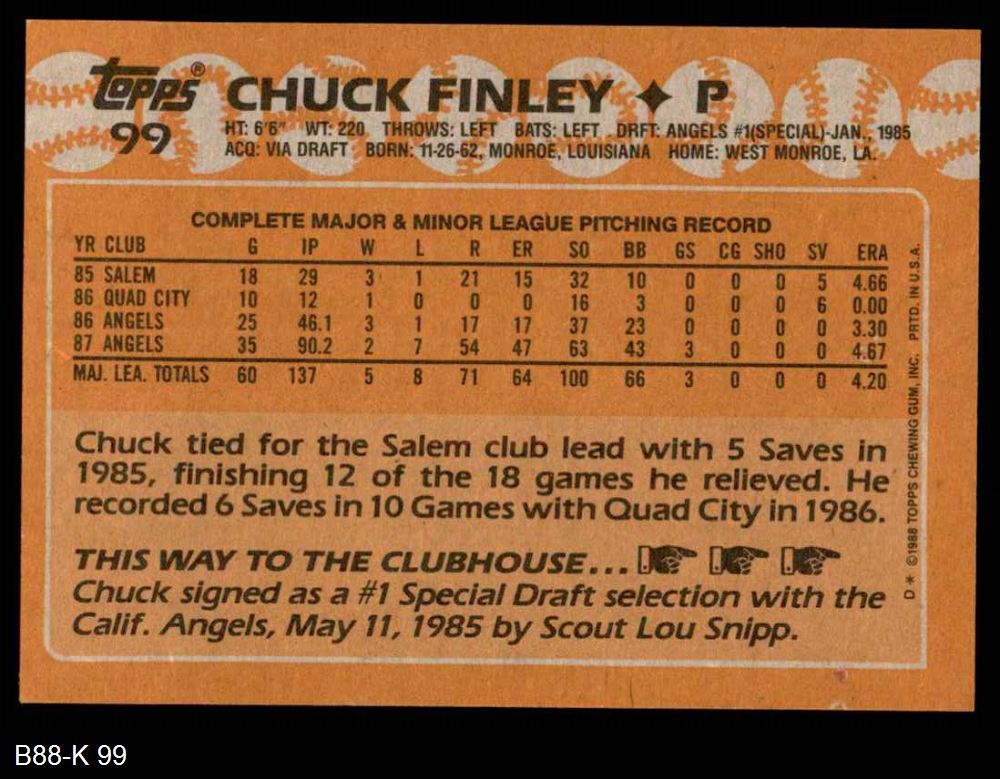 topps® CHUCK FINLEY ✦ P
99 HT: 6'6" WT: 220 THROWS: LEFT BATS: LEFT DRFT: ANGELS #1(SPECIAL)-JAN., 1985
ACQ: VIA DRAFT BORN: 11-26-62, MONROE, LOUISIANA HOME: WEST MONROE, LA.
COMPLETE MAJOR & MINOR LEAGUE PITCHING RECORD
YR CLUB G IP W L R ER SO BB GS CG SHO SV ERA
85 SALEM 18 29 3 1 21 15 32 10 0 0 0 5 4.66
86 QUAD CITY 10 12 1 0 0 0 16 3 0 0 0 6 0.00
86 ANGELS 25 46.1 3 1 17 17 37 23 0 0 0 0 3.30
87 ANGELS 35 90.2 2 7 54 47 63 43 3 0 0 0 4.67
MAJ. LEA. TOTALS 60 137 5 8 71 64 100 66 3 0 0 0 4.20
Chuck tied for the Salem club lead with 5 Saves in
1985, finishing 12 of the 18 games he relieved. He
recorded 6 Saves in 10 Games with Quad City in 1986.
THIS WAY TO THE CLUBHOUSE...
Chuck signed as a #1 Special Draft selection with the
Calif. Angels, May 11, 1985 by Scout Lou Snipp.
D* ©1988 TOPPS CHEWING GUM, INC. PRTD. IN U.S.A.
B88-K 99